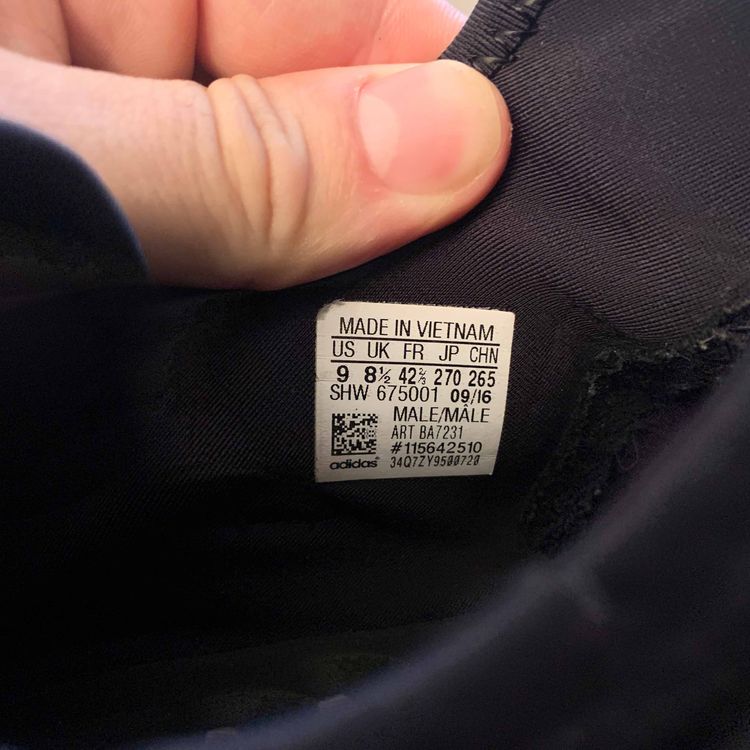 MADE IN VIETNAM
US UK FR JP CHN
9 8½ 42⅔ 270 265
SHW 675001 09/16
MALE/MÂLE
ART BA7231
#115642510
adidas® 34Q7ZY9500720